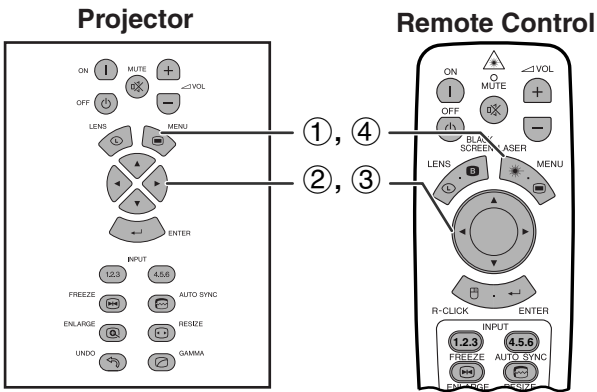 Projector
ON
MUTE
VOL
OFF
LENS
MENU
L
ENTER
INPUT
1.2.3
4.5.6
FREEZE
AUTO SYNC
ENLARGE
RESIZE
UNDO
GAMMA
①, ④
②, ③
Remote Control
ON
MUTE
VOL
OFF
BLACK
SCREEN LASER
LENS
B
MENU
L
R-CLICK
ENTER
INPUT
1.2.3
4.5.6
FREEZE
AUTO SYNC
ENLARGE
RESIZE